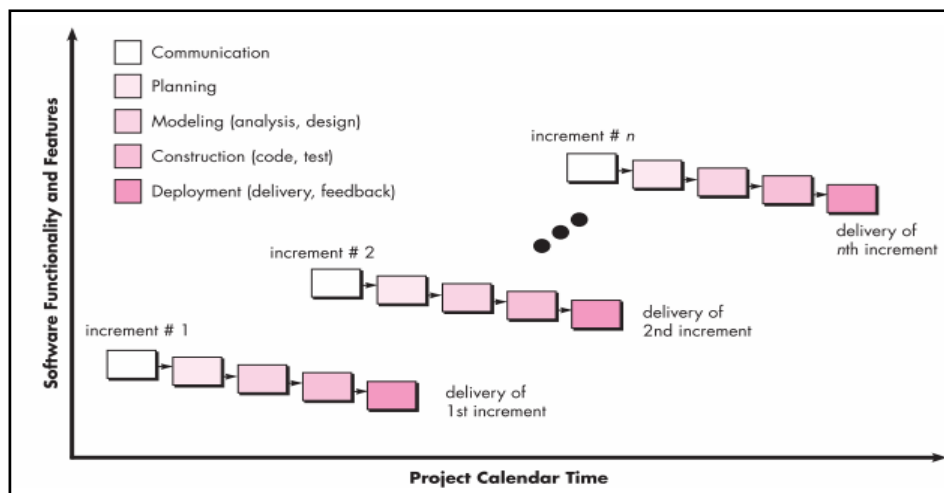 Communication
Planning
Modeling (analysis, design)
Construction (code, test)
Deployment (delivery, feedback)
increment # n
delivery of
nth increment
increment # 2
delivery of
2nd increment
increment # 1
delivery of
1st increment
Software Functionality and Features
Project Calendar Time